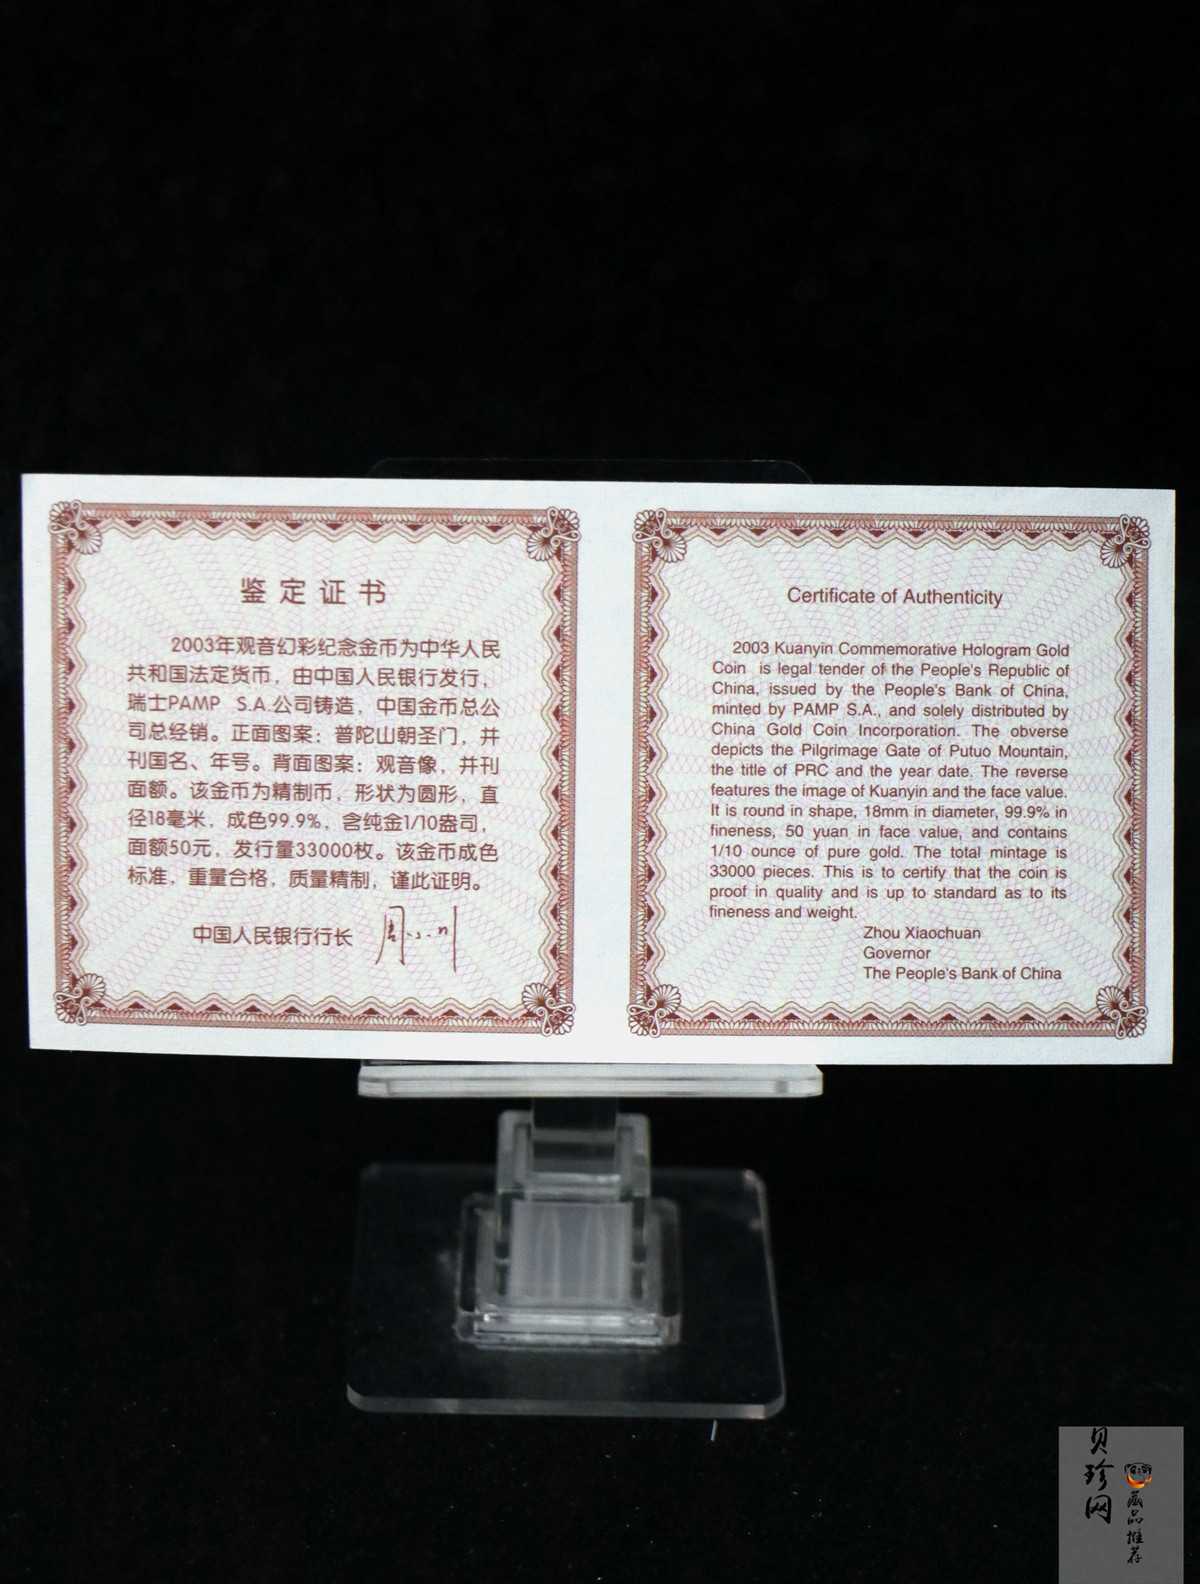 鉴定证书
2003年观音幻彩纪念金币为中华人民
共和国法定货币，由中国人民银行发行，
瑞士PAMP S.A.公司铸造，中国金币总公
司总经销。正面图案：普陀山朝圣门，并
刊国名、年号。背面图案：观音像，并刊
面额。该金币为精制币，形状为圆形，直
径18毫米，成色99.9%，含纯金1/10盎司，
面额50元，发行量33000枚。该金币成色
标准，重量合格，质量精制，谨此证明。
中国人民银行行长 周小川
Certificate of Authenticity
2003 Kuanyin Commemorative Hologram Gold
Coin is legal tender of the People's Republic of
China, issued by the People's Bank of China,
minted by PAMP S.A., and solely distributed by
China Gold Coin Incorporation. The obverse
depicts the Pilgrimage Gate of Putuo Mountain,
the title of PRC and the year date. The reverse
features the image of Kuanyin and the face value.
It is round in shape, 18mm in diameter, 99.9% in
fineness, 50 yuan in face value, and contains
1/10 ounce of pure gold. The total mintage is
33000 pieces. This is to certify that the coin is
proof in quality and is up to standard as to its
fineness and weight.
Zhou Xiaochuan
Governor
The People's Bank of China
贝珍网
藏品推荐